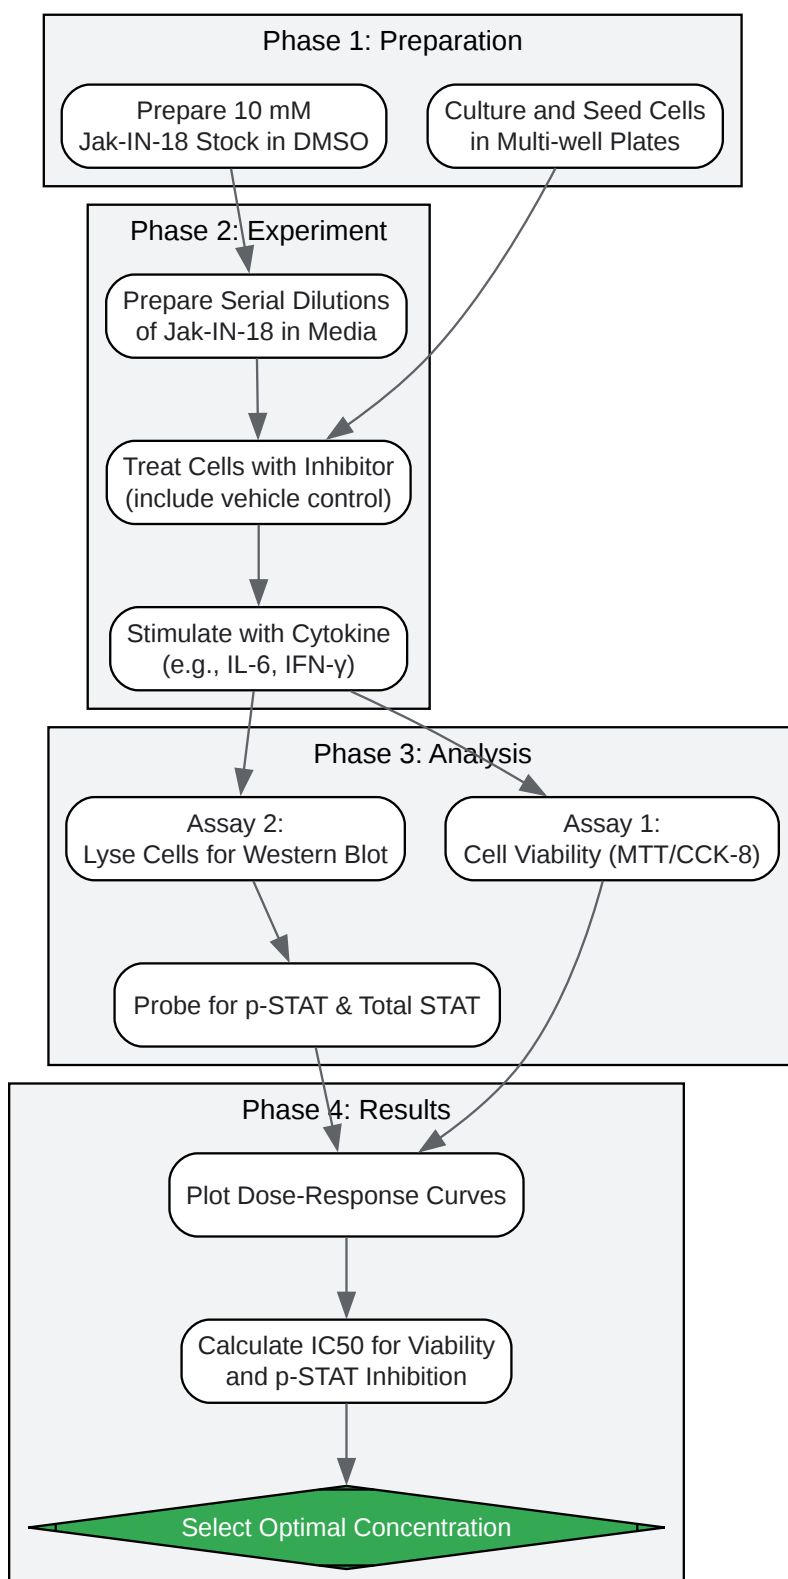 Phase 1: Preparation
Prepare 10 mM
Jak-IN-18 Stock in DMSO
Culture and Seed Cells
in Multi-well Plates
Phase 2: Experiment
Prepare Serial Dilutions
of Jak-IN-18 in Media
Treat Cells with Inhibitor
(include vehicle control)
Stimulate with Cytokine
(e.g., IL-6, IFN-γ)
Phase 3: Analysis
Assay 2:
Lyse Cells for Western Blot
Assay 1:
Cell Viability (MTT/CCK-8)
Probe for p-STAT & Total STAT
Phase 4: Results
Plot Dose-Response Curves
Calculate IC50 for Viability
and p-STAT Inhibition
Select Optimal Concentration